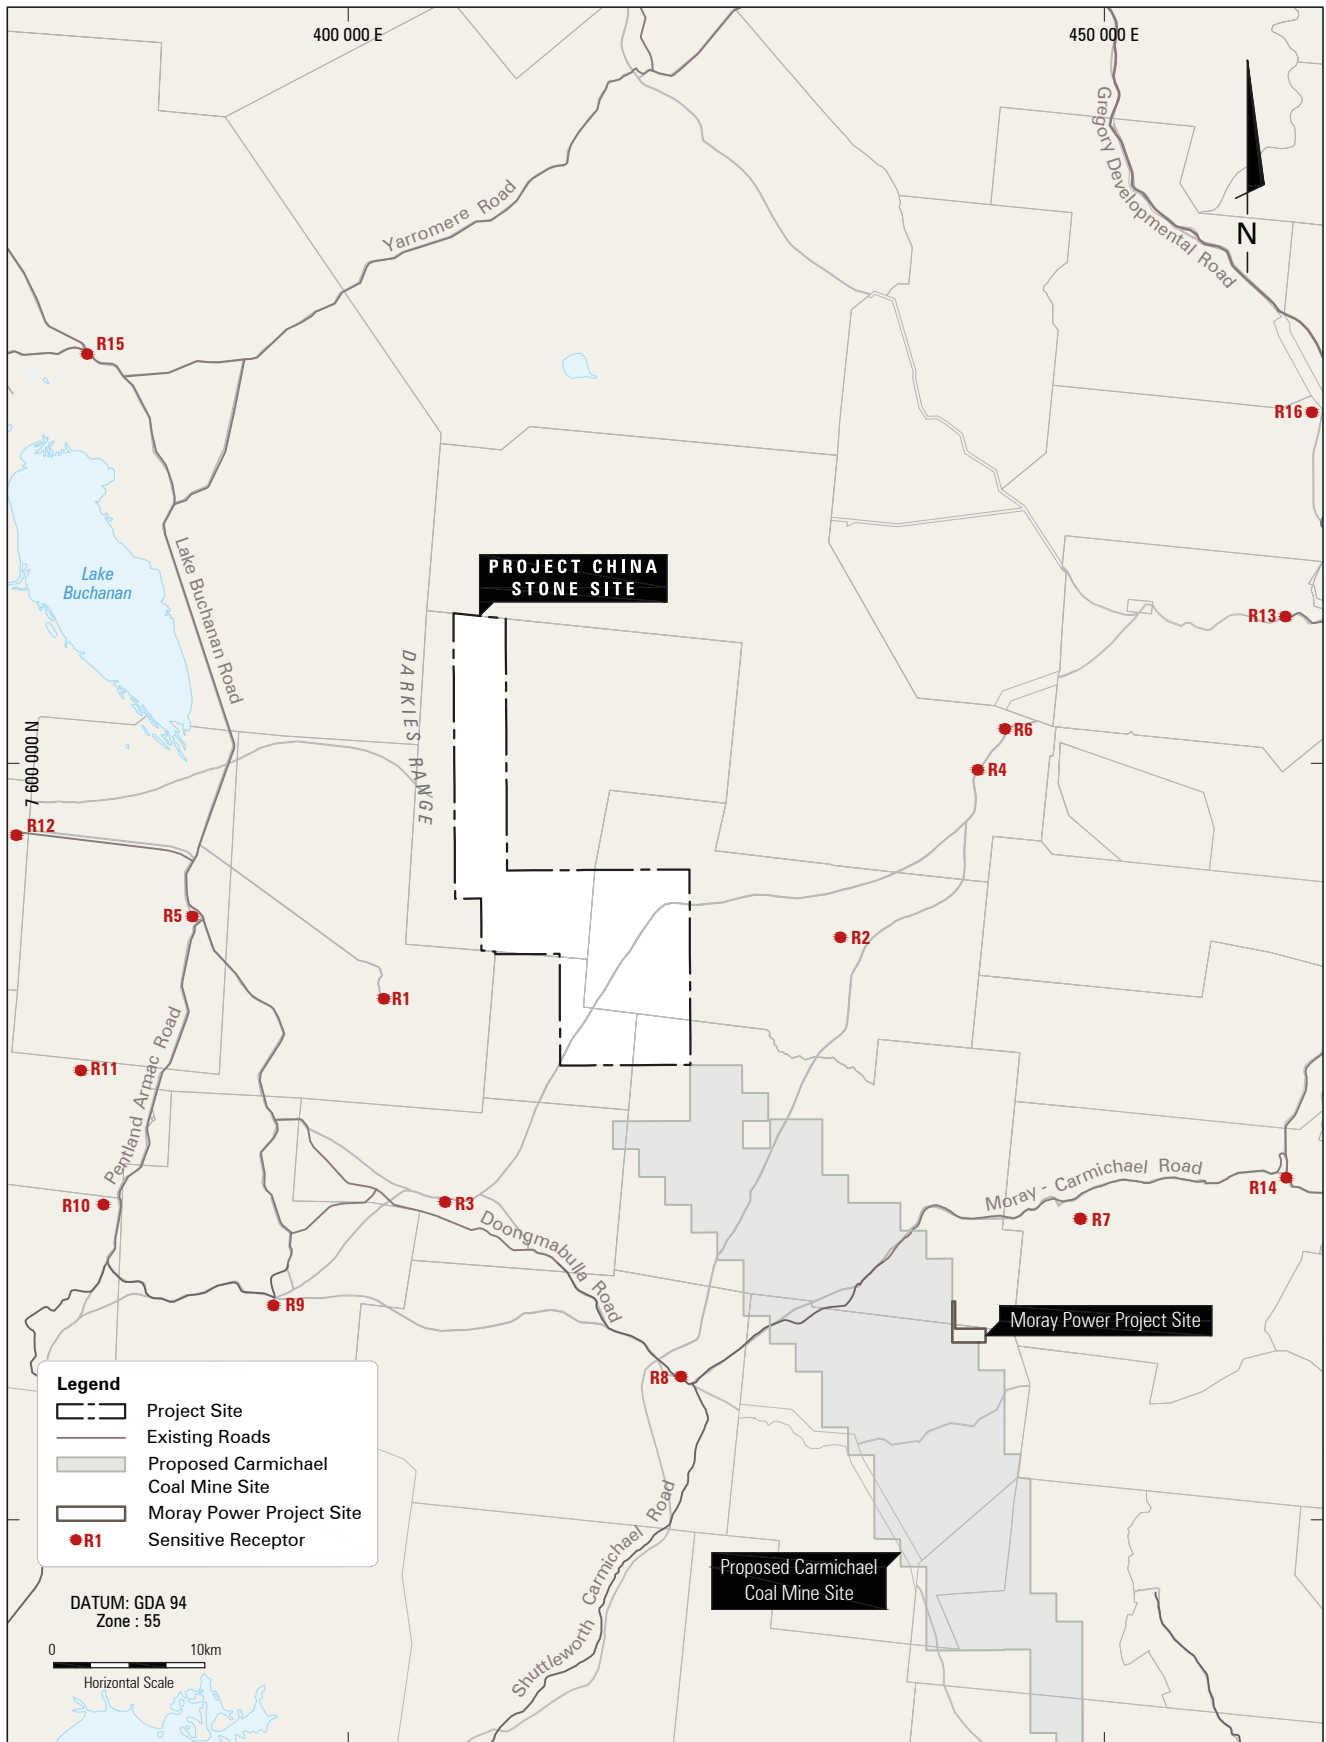 400 000 E
450 000 E
Gregory Developmental Road
Yarromere Road
N
R15
R16
PROJECT CHINA
STONE SITE
Lake
Buchanan
Lake Buchanan Road
R13
DARKIES RANGE
7 600 000 N
R6
R4
R12
R5
R2
R1
R11
Pentland Armac Road
Moray - Carmichael Road
R14
R10
R3
R7
Doongmabulla Road
R9
Moray Power Project Site
R8
Legend
Project Site
Existing Roads
Proposed Carmichael
Coal Mine Site
Moray Power Project Site
R1 Sensitive Receptor
Shuttleworth Carmichael Road
Proposed Carmichael
Coal Mine Site
DATUM: GDA 94
Zone : 55
0 10km
Horizontal Scale